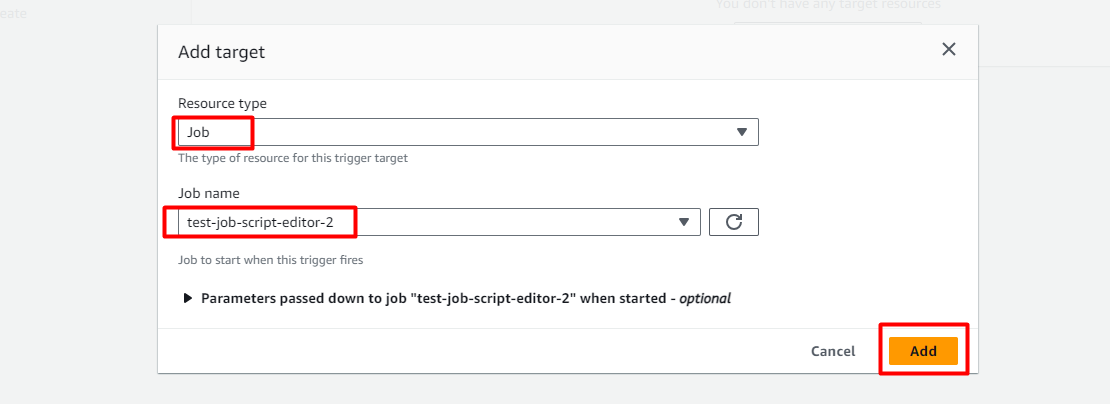 eate
You don't have any target resources
Add target
Resource type
Job
The type of resource for this trigger target
Job name
test-job-script-editor-2
Job to start when this trigger fires
Parameters passed down to job "test-job-script-editor-2" when started - optional
Cancel
Add